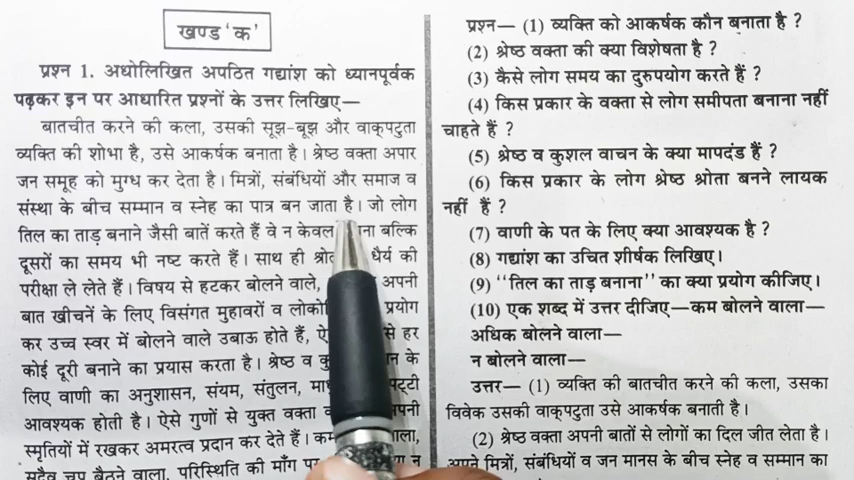 खण्ड 'क'
प्रश्न 1. अधोलिखित अपठित गद्यांश को ध्यानपूर्वक
पढ़कर इन पर आधारित प्रश्नों के उत्तर लिखिए—
बातचीत करने की कला, उसकी सूझ-बूझ और वाक्‌पटुता
व्यक्ति की शोभा है, उसे आकर्षक बनाता है। श्रेष्ठ वक्ता अपार
जन समूह को मुग्ध कर देता है। मित्रों, संबंधियों और समाज व
संस्था के बीच सम्मान व स्नेह का पात्र बन जाता है। जो लोग
तिल का ताड़ बनाने जैसी बातें करते हैं वे न केवल बल्कि
दूसरों का समय भी नष्ट करते हैं। साथ ही धैर्य की
परीक्षा ले लेते हैं। विषय से हटकर बोलने वाले, अपनी
बात खीचनें के लिए विसंगत मुहावरों व प्रयोग
कर उच्च स्वर में बोलने वाले उबाऊ होते हैं, से हर
कोई दूरी बनाने का प्रयास करता है। श्रेष्ठ व के
लिए वाणी का अनुशासन, संयम, संतुलन,
आवश्यक होती है। ऐसे गुणों से युक्त वक्ता
स्मृतियों में रखकर अमरत्व प्रदान कर देते हैं।
सदैव चुप बैठने वाला, परिस्थिति की माँग न
प्रश्न— (1) व्यक्ति को आकर्षक कौन बनाता है ?
(2) श्रेष्ठ वक्ता की क्या विशेषता है ?
(3) कैसे लोग समय का दुरुपयोग करते हैं ?
(4) किस प्रकार के वक्ता से लोग समीपता बनाना नहीं
चाहते हैं ?
(5) श्रेष्ठ व कुशल वाचन के क्या मापदंड हैं ?
(6) किस प्रकार के लोग श्रेष्ठ श्रोता बनने लायक
नहीं हैं ?
(7) वाणी के पत के लिए क्या आवश्यक है ?
(8) गद्यांश का उचित शीर्षक लिखिए।
(9) ''तिल का ताड़ बनाना'' का क्या प्रयोग कीजिए।
(10) एक शब्द में उत्तर दीजिए—कम बोलने वाला—
अधिक बोलने वाला—
न बोलने वाला—
उत्तर— (1) व्यक्ति की बातचीत करने की कला, उसका
विवेक उसकी वाक्‌पटुता उसे आकर्षक बनाती है।
(2) श्रेष्ठ वक्ता अपनी बातों से लोगों का दिल जीत लेता है।
अपने मित्रों, संबंधियों व जन मानस के बीच स्नेह व सम्मान का